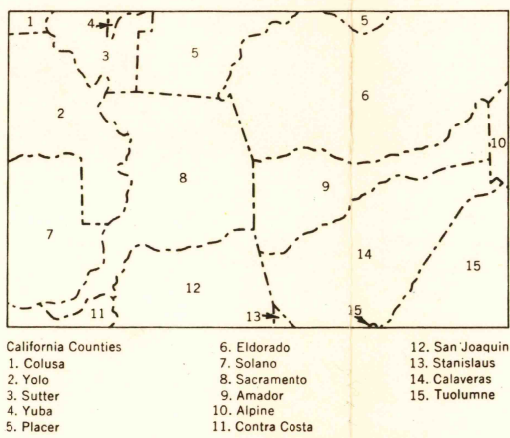 1
4
5
3
5
6
2
10
8
9
7
14
15
12
11
13
15
California Counties
1. Colusa
2. Yolo
3. Sutter
4. Yuba
5. Placer
6. Eldorado
7. Solano
8. Sacramento
9. Amador
10. Alpine
11. Contra Costa
12. San Joaquin
13. Stanislaus
14. Calaveras
15. Tuolumne